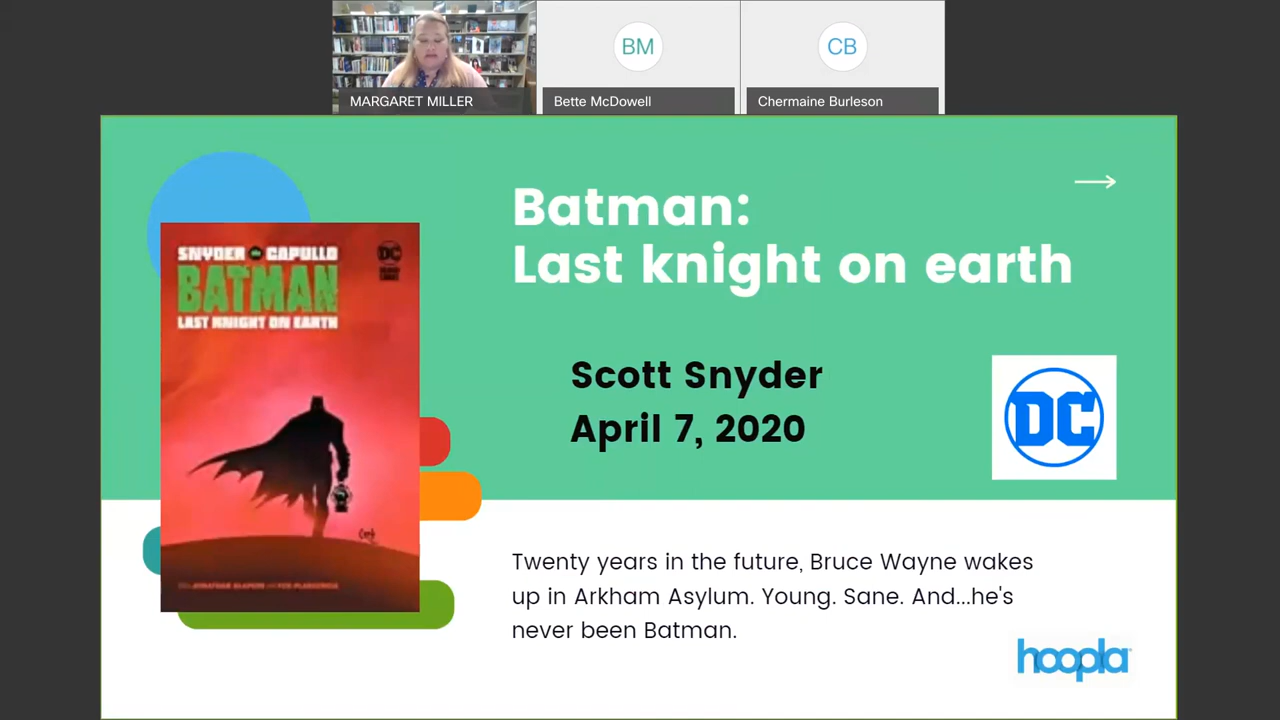 MARGARET MILLER
BM
Bette McDowell
CB
Chermaine Burleson
SNYDER CAPULLO
DC
BATMAN
LAST KNIGHT ON EARTH
Batman:
Last knight on earth
Scott Snyder
April 7, 2020
DC
Twenty years in the future, Bruce Wayne wakes
up in Arkham Asylum. Young. Sane. And...he's
never been Batman.
hoopla